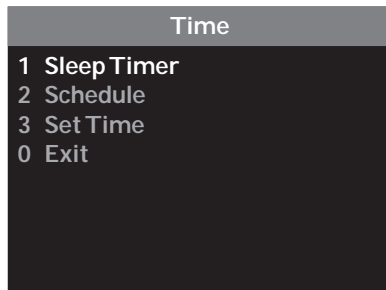 Time
1 Sleep Timer
2 Schedule
3 Set Time
0 Exit